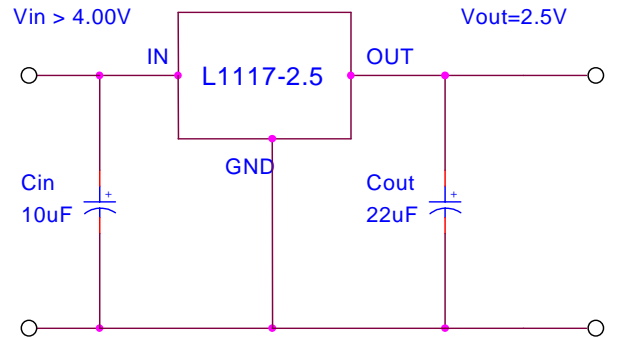 Vin > 4.00V
Vout=2.5V
IN
L1117-2.5
OUT
GND
Cin
10uF
+
Cout
22uF
+